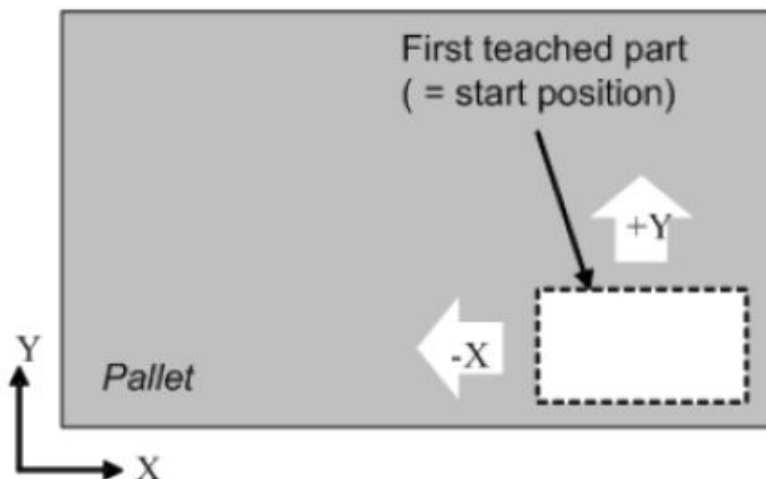 First teached part
( = start position)
+Y
-X
Y
Pallet
X